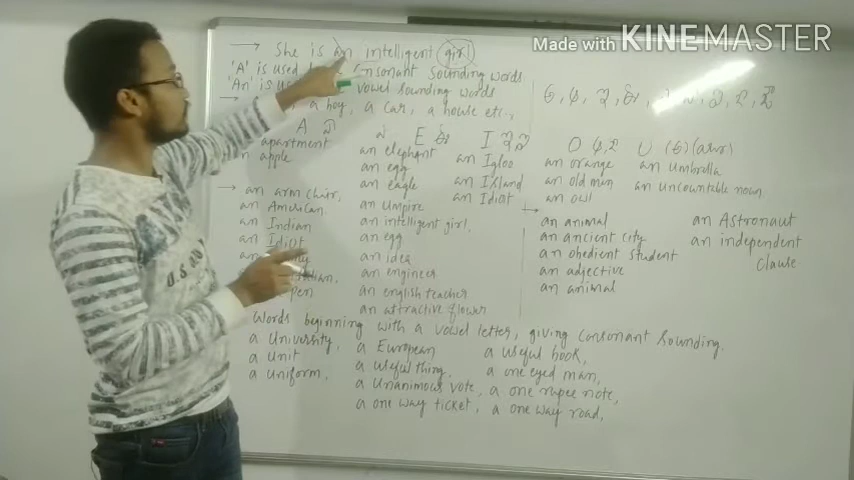 Made with KINEMASTER
→ She is an intelligent girl
'A' is used consonant sounding words
'An' is vowel sounding words
→ a boy, a car, a house etc.,
A E I O U
apartment
an apple
an elephant
an egg
an eagle
an Igloo
an Island
an Idiot
an orange
an old men
an owl
an umbrella
an uncountable noun
→ an arm chair,
an American
an Indian
an Idiot
an umpire
an intelligent girl.
an egg
an idea
an engineer
an english teacher
an attractive flower
an animal
an ancient city
an obedient student
an adjective
an animal
an Astronaut
an independent
clause
Words beginning with a vowel letter, giving consonant sounding.
a University,
a Unit
a uniform.
a European
a useful thing.
a Unanimous vote,
a one way ticket,
a useful book,
a one eyed man,
a one rupee note,
a one way road,